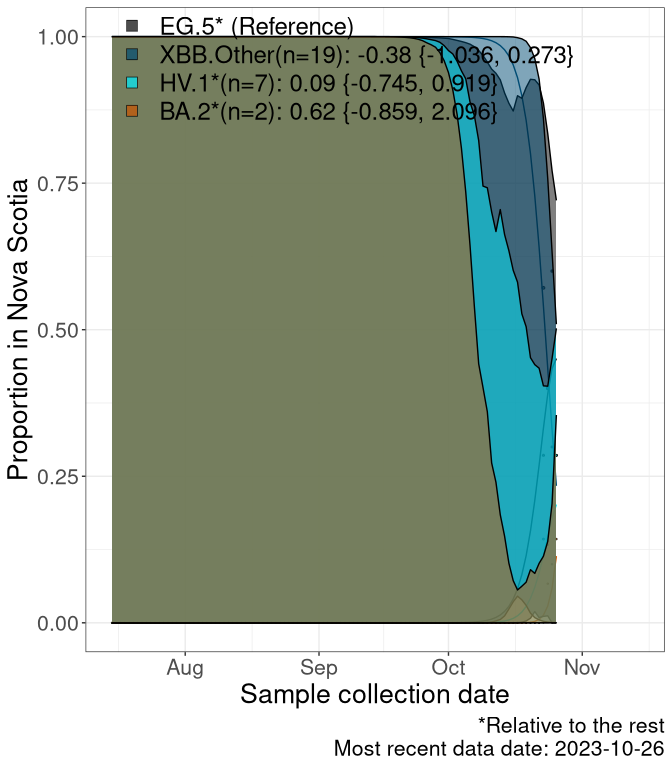 EG.5* (Reference)
XBB.Other(n=19): -0.38 {-1.036, 0.273}
HV.1*(n=7): 0.09 {-0.745, 0.919}
BA.2*(n=2): 0.62 {-0.859, 2.096}
Proportion in Nova Scotia
1.00
0.75
0.50
0.25
0.00
Aug Sep Oct Nov
Sample collection date
*Relative to the rest
Most recent data date: 2023-10-26